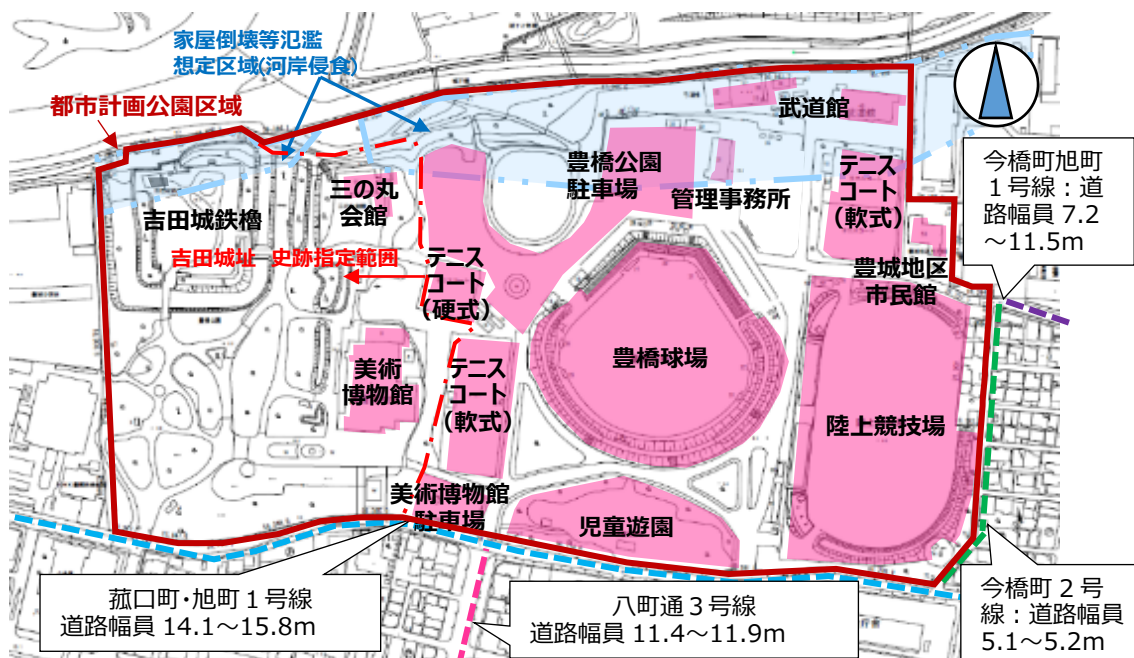 家屋倒壊等氾濫
想定区域(河岸侵食)
都市計画公園区域
武道館
豊橋公園
駐車場
管理事務所
テニス
コート
(軟式)
今橋町旭町
1号線：道
路幅員 7.2
～11.5m
三の丸
会館
吉田城鉄櫓
吉田城址 史跡指定範囲
テニス
コート
(硬式)
豊城地区
市民館
美術
博物館
テニス
コート
(軟式)
豊橋球場
陸上競技場
美術博物館
駐車場
児童遊園
菰口町・旭町１号線
道路幅員 14.1～15.8m
八町通３号線
道路幅員 11.4～11.9m
今橋町２号
線：道路幅員
5.1～5.2m